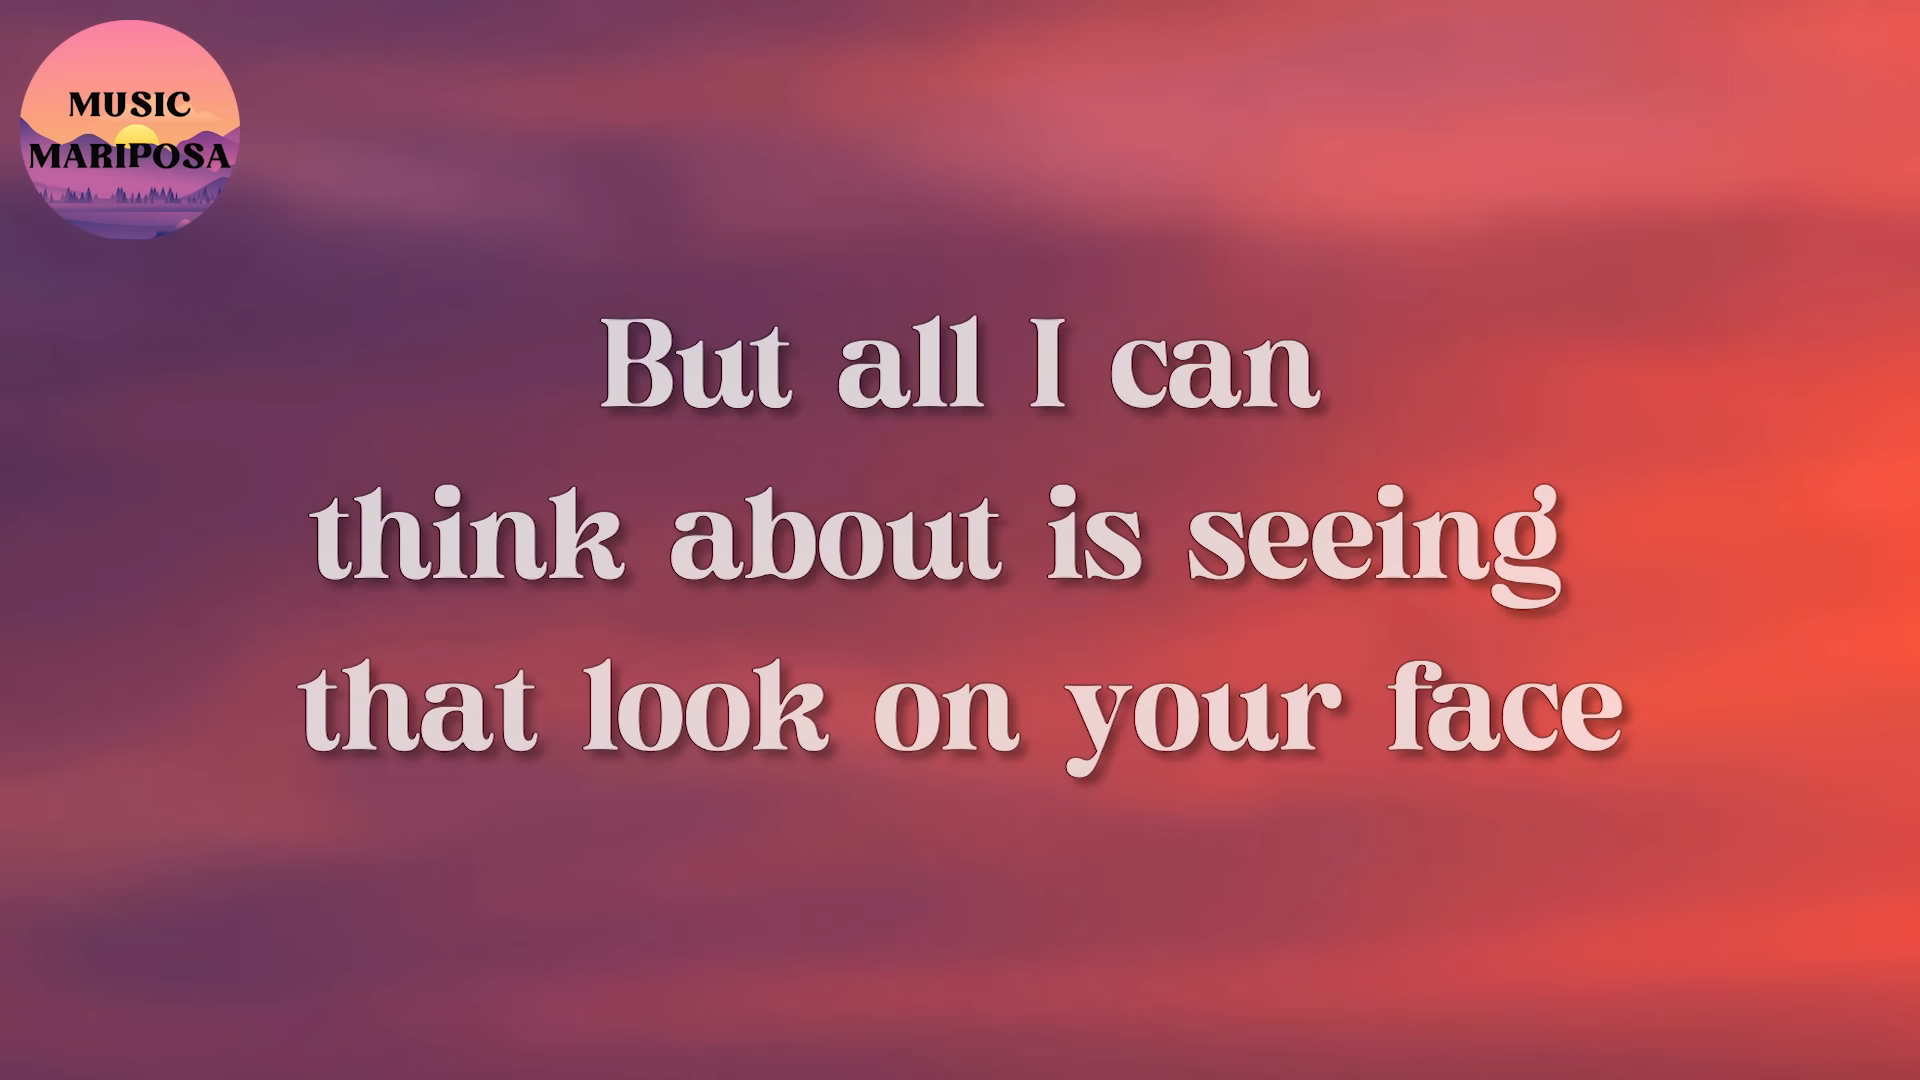 MUSIC
MARIPOSA
But all I can
think about is seeing
that look on your face